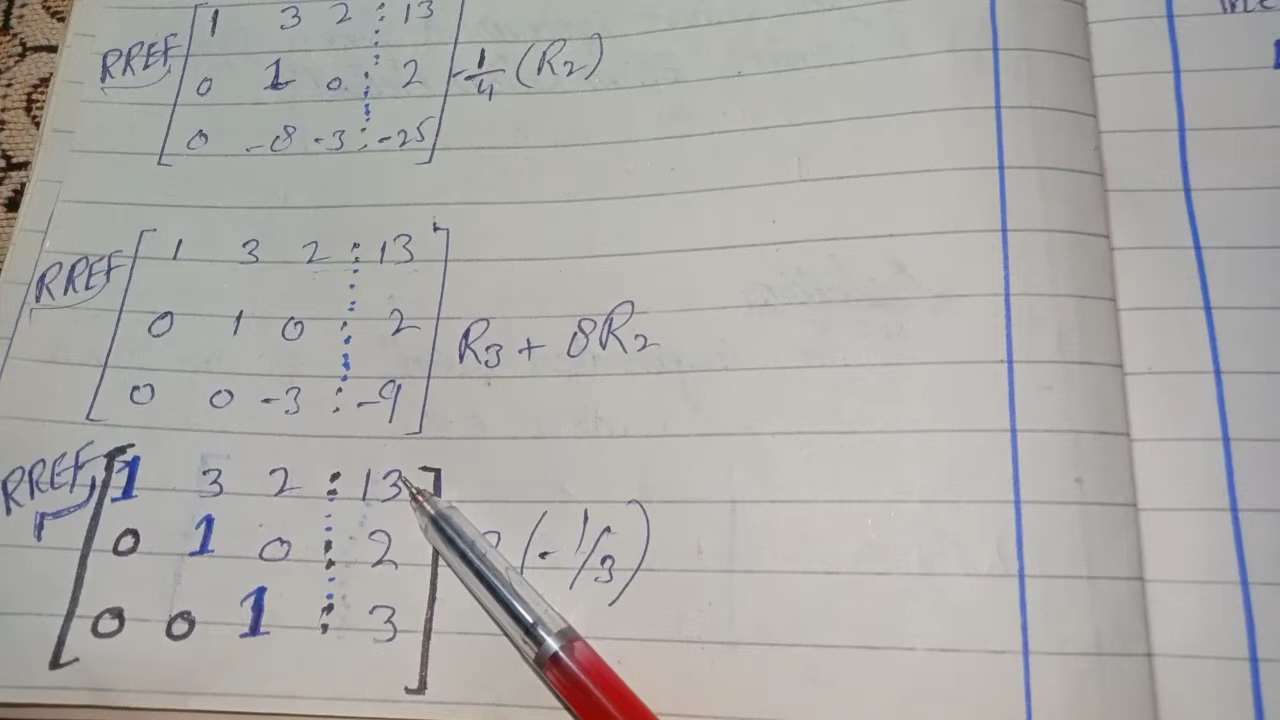 1 3 2 : 13
RREF 0 1 0 : 2 -1/4 (R2)
0 -8 -3 : -25
RREF 1 3 2 : 13
0 1 0 : 2 R3 + 8R2
0 0 -3 : -9
RREF 1 3 2 : 13
0 1 0 : 2 (-1/3)
0 0 1 : 3